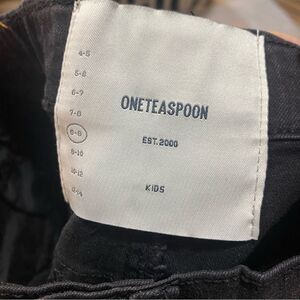 4-5
5-6
6-7
7-8
8-9
9-10
10-12
12-14
ONETEASPOON
EST. 2000
KIDS